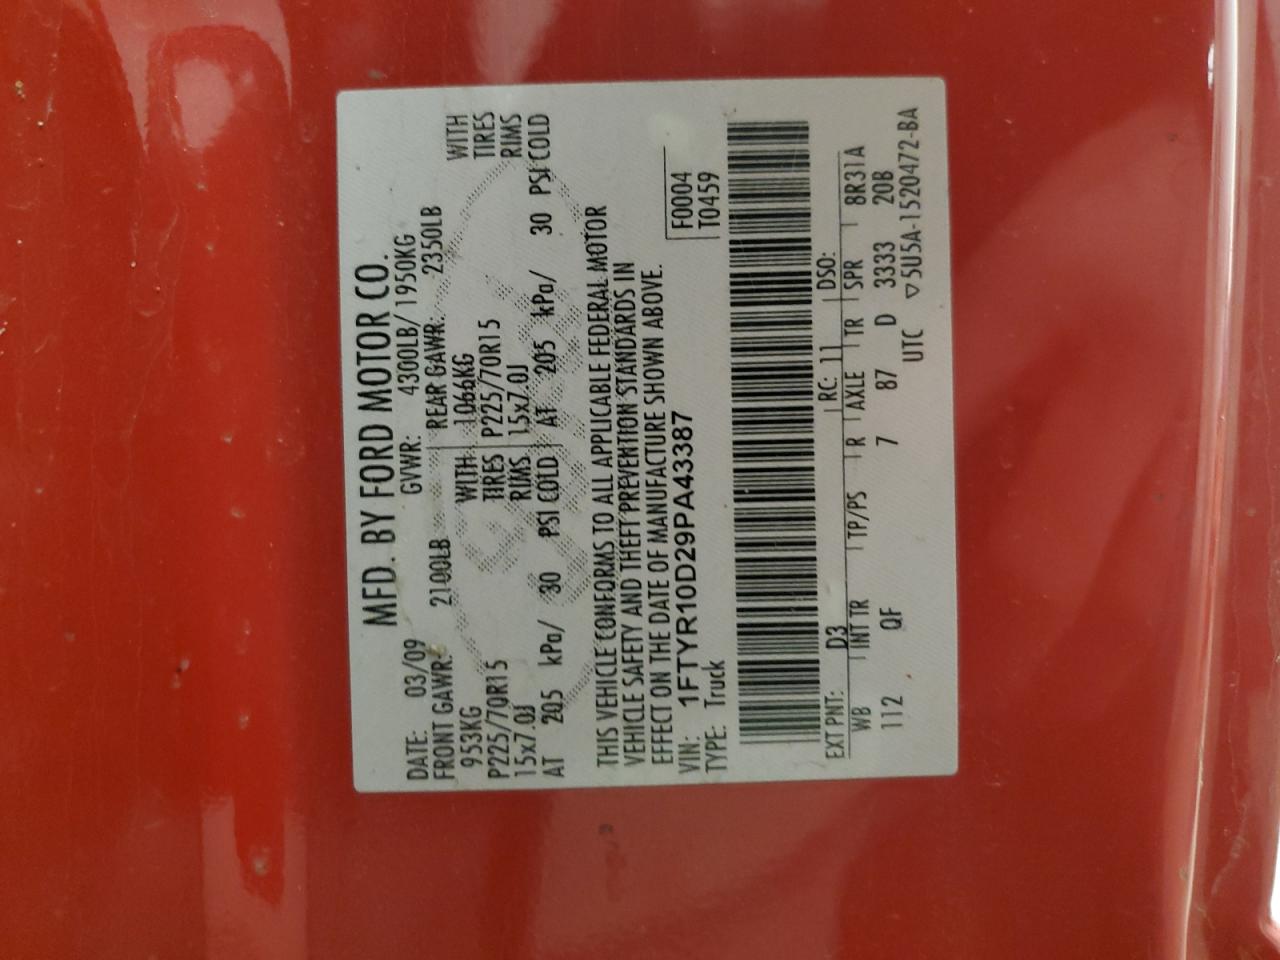 MFD. BY FORD MOTOR CO.
DATE: 03/09 GVWR: 4300LB/ 1950KG
FRONT GAWR: 2100LB REAR GAWR: 2350LB
953KG WITH 1066KG WITH
P225/70R15 TIRES P225/70R15 TIRES
15x7.0J RIMS 15x7.0J RIMS
AT 205 kPa/ 30 PSI COLD AT 205 kPa/ 30 PSI COLD
THIS VEHICLE CONFORMS TO ALL APPLICABLE FEDERAL MOTOR
VEHICLE SAFETY AND THEFT PREVENTION STANDARDS IN
EFFECT ON THE DATE OF MANUFACTURE SHOWN ABOVE.
VIN: 1FTYR10D29PA43387 F0004
TYPE: Truck T0459
EXT PNT: D3 RC: 11 DSO:
WB INT TR TP/PS R AXLE TR SPR 8R31A
112 QF 7 87 D 3333 20B
UTC ▽5U5A-1520472-BA